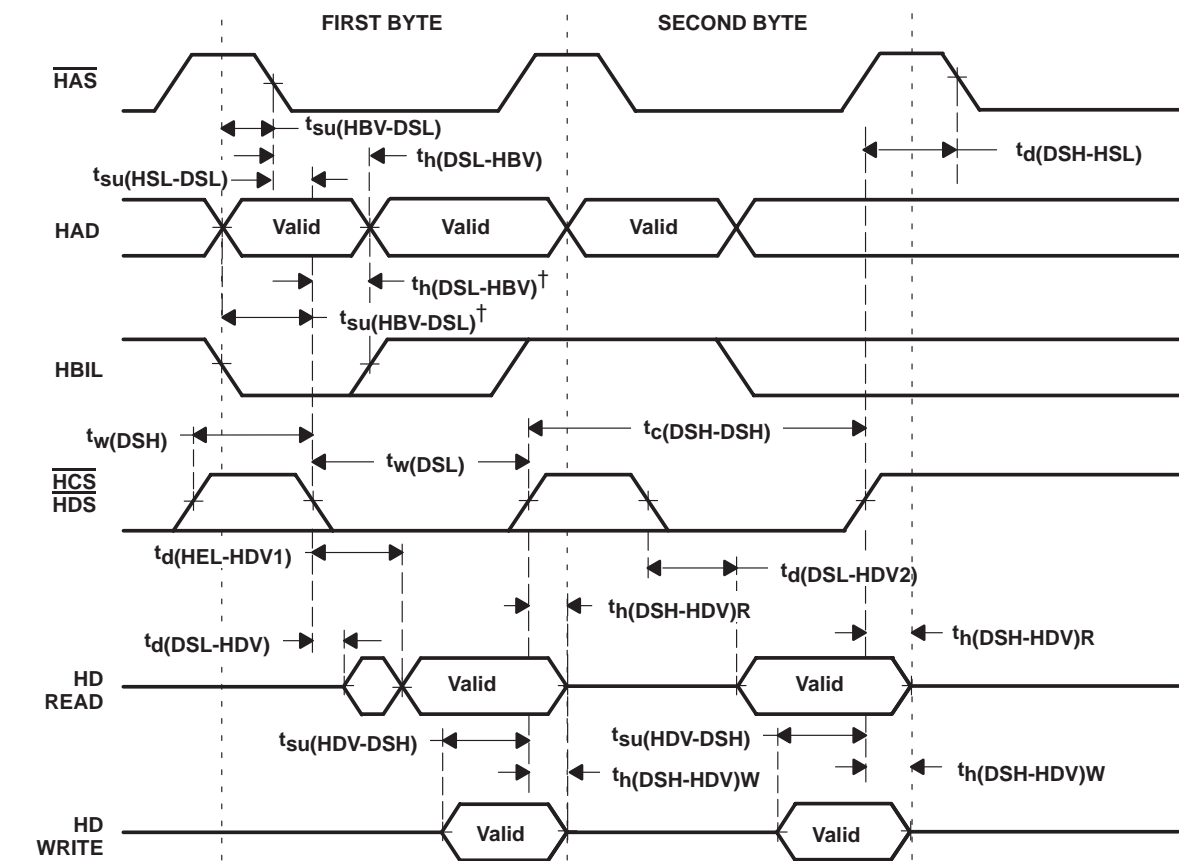 FIRST BYTE
SECOND BYTE
HAS
tsu(HBV-DSL)
th(DSL-HBV)
td(DSH-HSL)
tsu(HSL-DSL)
HAD
Valid
Valid
Valid
th(DSL-HBV)†
tsu(HBV-DSL)†
HBIL
tw(DSH)
tc(DSH-DSH)
tw(DSL)
HCS
HDS
td(HEL-HDV1)
td(DSL-HDV2)
th(DSH-HDV)R
td(DSL-HDV)
th(DSH-HDV)R
HD
READ
Valid
Valid
tsu(HDV-DSH)
tsu(HDV-DSH)
th(DSH-HDV)W
th(DSH-HDV)W
HD
WRITE
Valid
Valid